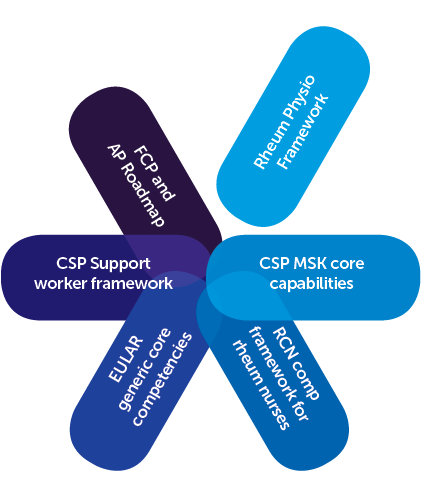 Rheum Physio
Framework
FCP and
AP Roadmap
CSP Support
worker framework
CSP MSK core
capabilities
EULAR
generic core
competencies
RCN comp
framework for
rheum nurses